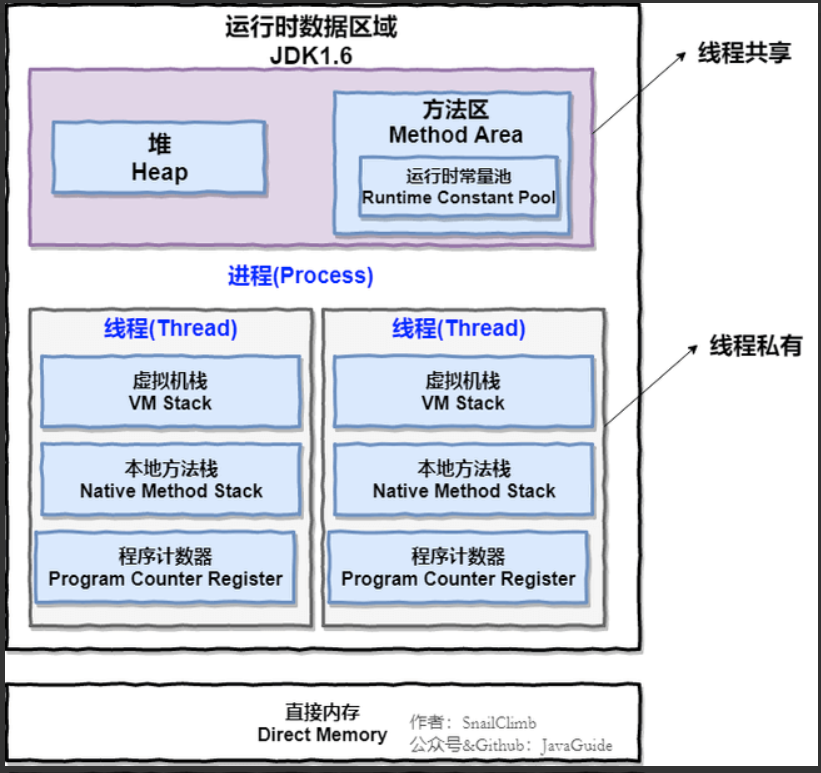 运行时数据区域
JDK1.6
线程共享
堆
Heap
方法区
Method Area
运行时常量池
Runtime Constant Pool
进程(Process)
线程(Thread)
线程(Thread)
线程私有
虚拟机栈
VM Stack
虚拟机栈
VM Stack
本地方法栈
Native Method Stack
本地方法栈
Native Method Stack
程序计数器
Program Counter Register
程序计数器
Program Counter Register
直接内存
Direct Memory
作者：SnailClimb
公众号&Github：JavaGuide